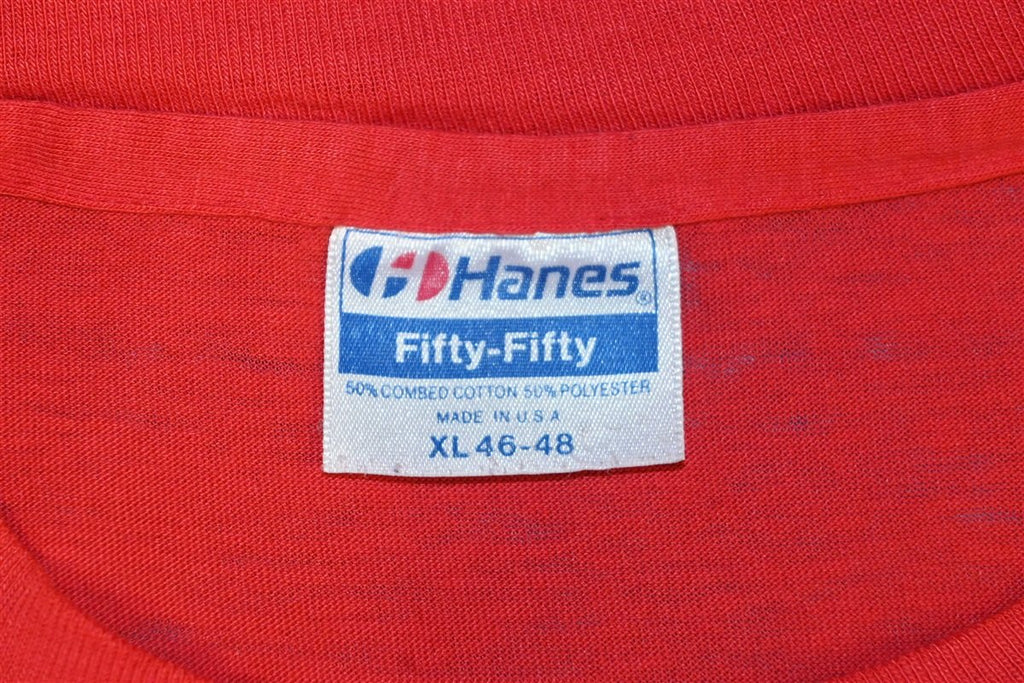 Hanes®
Fifty-Fifty
50% COMBED COTTON 50% POLYESTER
MADE IN U.S.A
XL 46-48